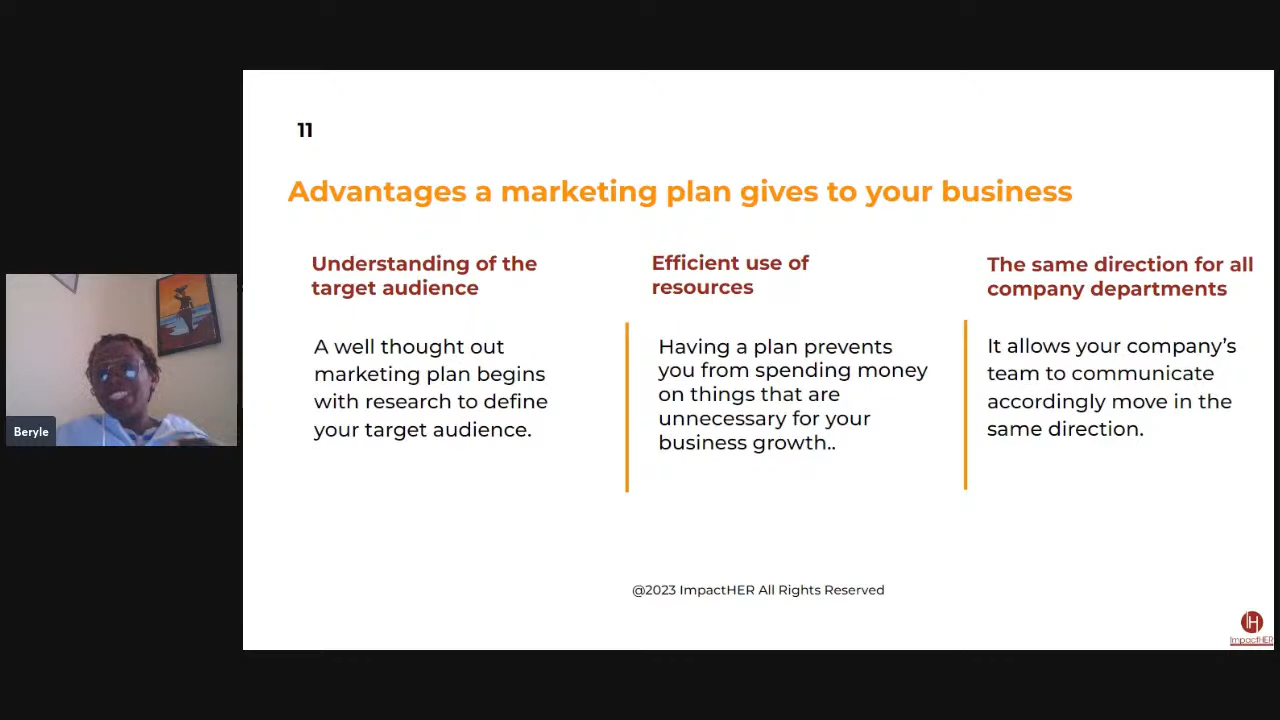 11
Advantages a marketing plan gives to your business
Understanding of the
target audience
A well thought out
marketing plan begins
with research to define
your target audience.
Efficient use of
resources
Having a plan prevents
you from spending money
on things that are
unnecessary for your
business growth..
The same direction for all
company departments
It allows your company’s
team to communicate
accordingly move in the
same direction.
Beryle
@2023 ImpactHER All Rights Reserved
IH
ImpactHER